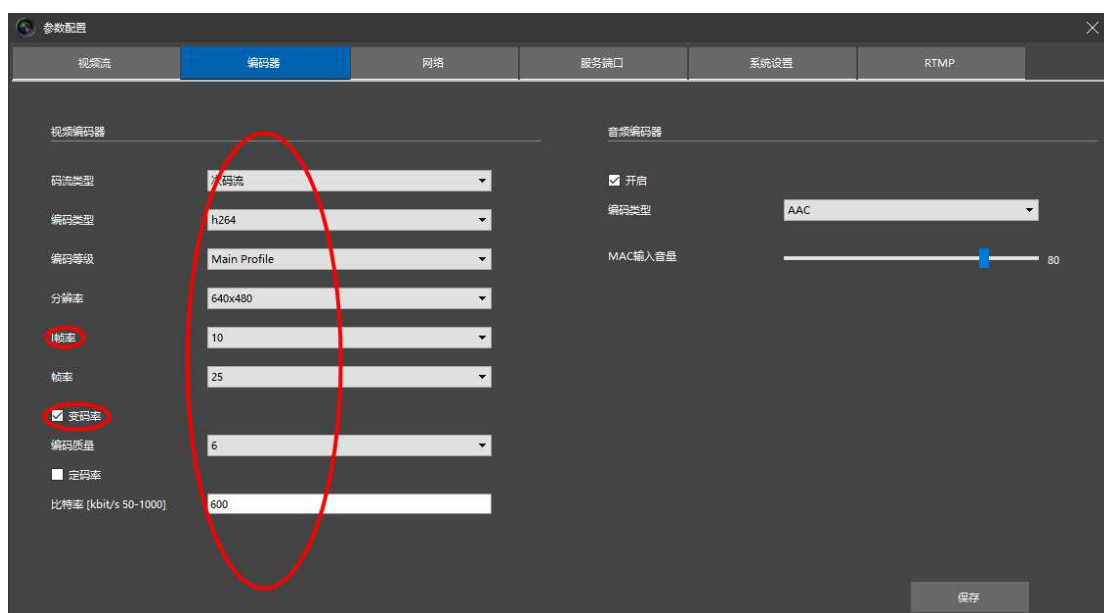 参数配置
视频流 编码器 网络 服务端口 系统设置 RTMP
视频编码器
码流类型 次码流
编码类型 h264
编码等级 Main Profile
分辨率 640x480
I帧率 10
帧率 25
变码率
编码质量 6
定码率
比特率 [kbit/s 50-1000] 600
音频编码器
开启
编码类型 AAC
MAC输入音量 80
保存